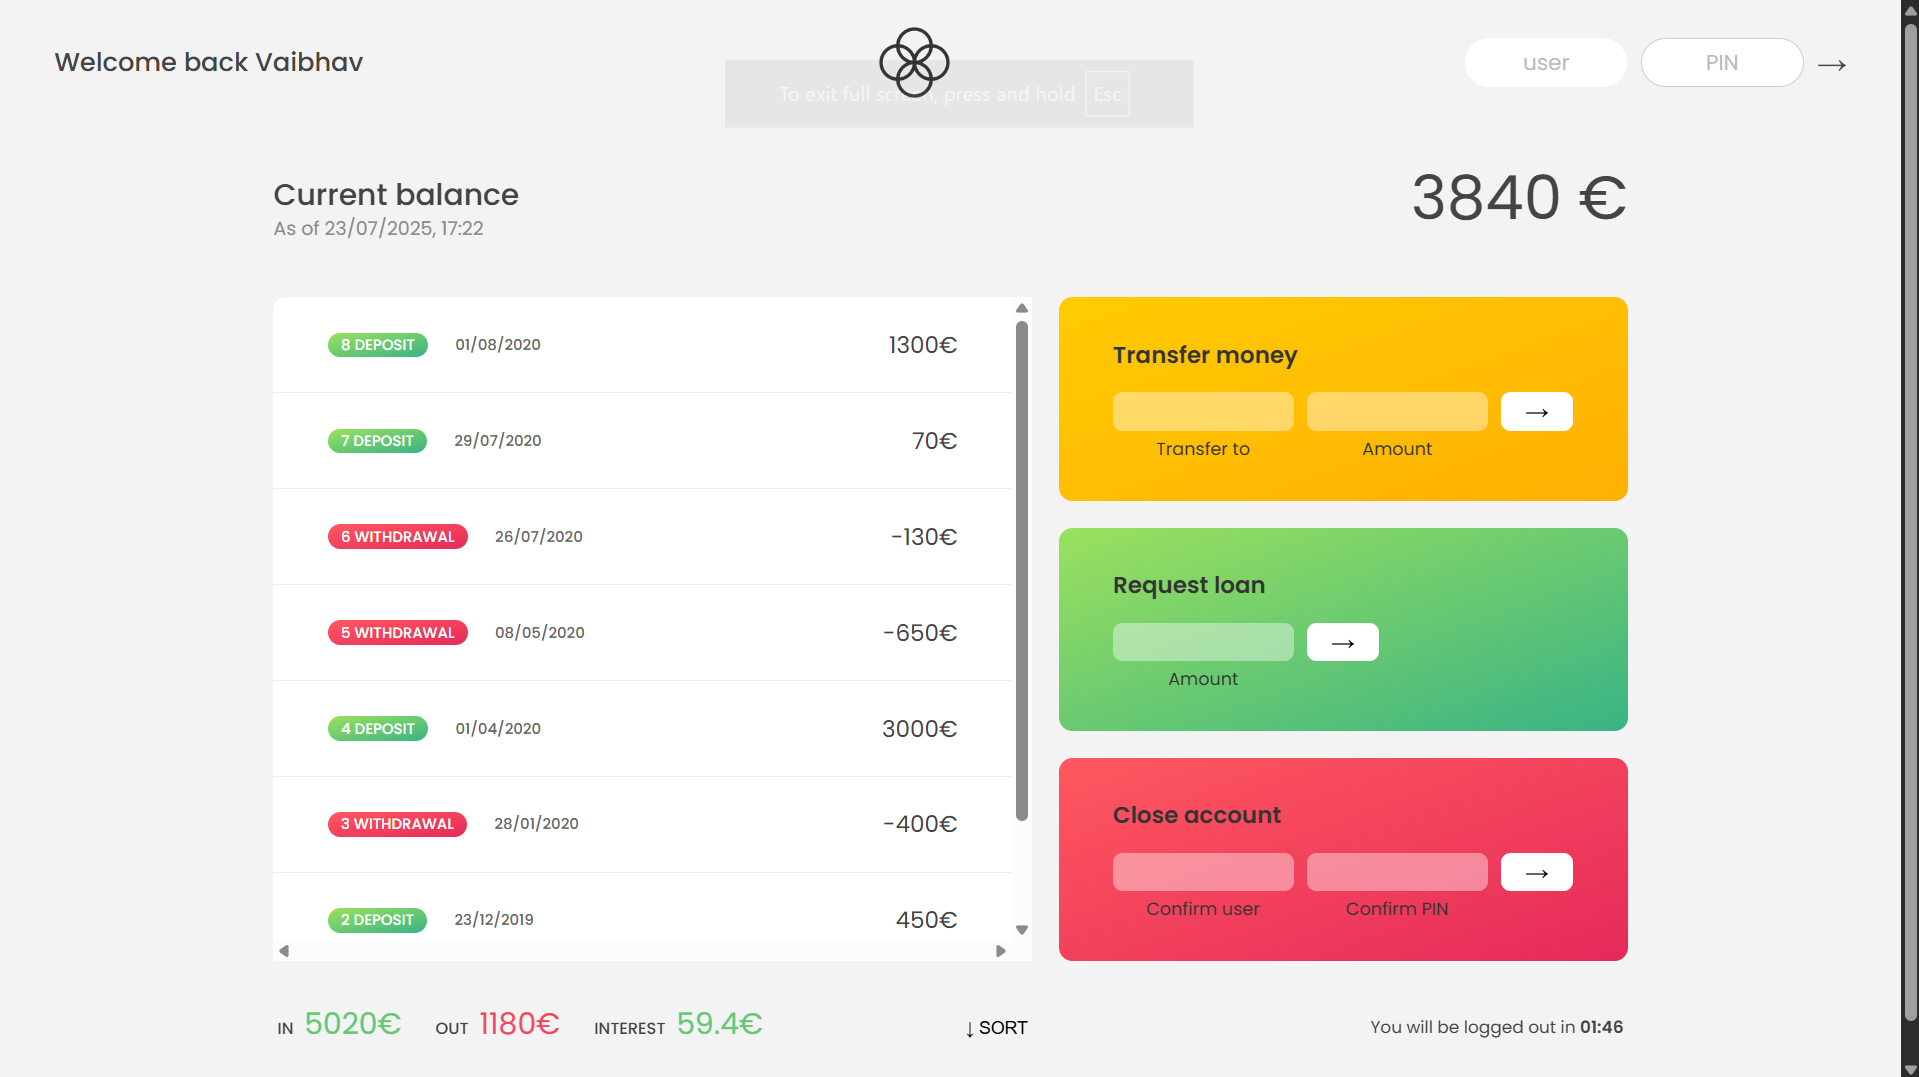 Welcome back Vaibhav
user
PIN
→
To exit full screen, press and hold Esc
Current balance
As of 23/07/2025, 17:22
3840 €
8 DEPOSIT 01/08/2020 1300€
7 DEPOSIT 29/07/2020 70€
6 WITHDRAWAL 26/07/2020 -130€
5 WITHDRAWAL 08/05/2020 -650€
4 DEPOSIT 01/04/2020 3000€
3 WITHDRAWAL 28/01/2020 -400€
2 DEPOSIT 23/12/2019 450€
Transfer money
→
Transfer to Amount
Request loan
→
Amount
Close account
→
Confirm user Confirm PIN
IN 5020€ OUT 1180€ INTEREST 59.4€
↓ SORT
You will be logged out in 01:46